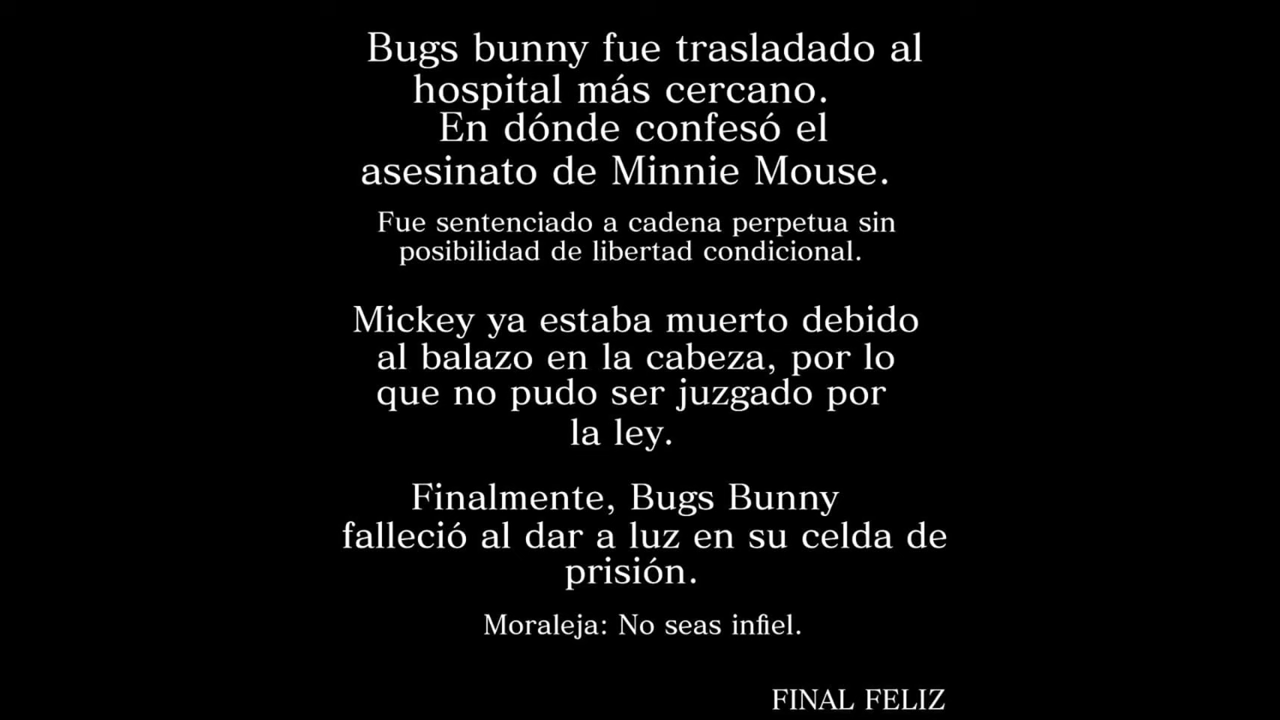 Bugs bunny fue trasladado al
hospital más cercano.
En dónde confesó el
asesinato de Minnie Mouse.
Fue sentenciado a cadena perpetua sin
posibilidad de libertad condicional.
Mickey ya estaba muerto debido
al balazo en la cabeza, por lo
que no pudo ser juzgado por
la ley.
Finalmente, Bugs Bunny
falleció al dar a luz en su celda de
prisión.
Moraleja: No seas infiel.
FINAL FELIZ